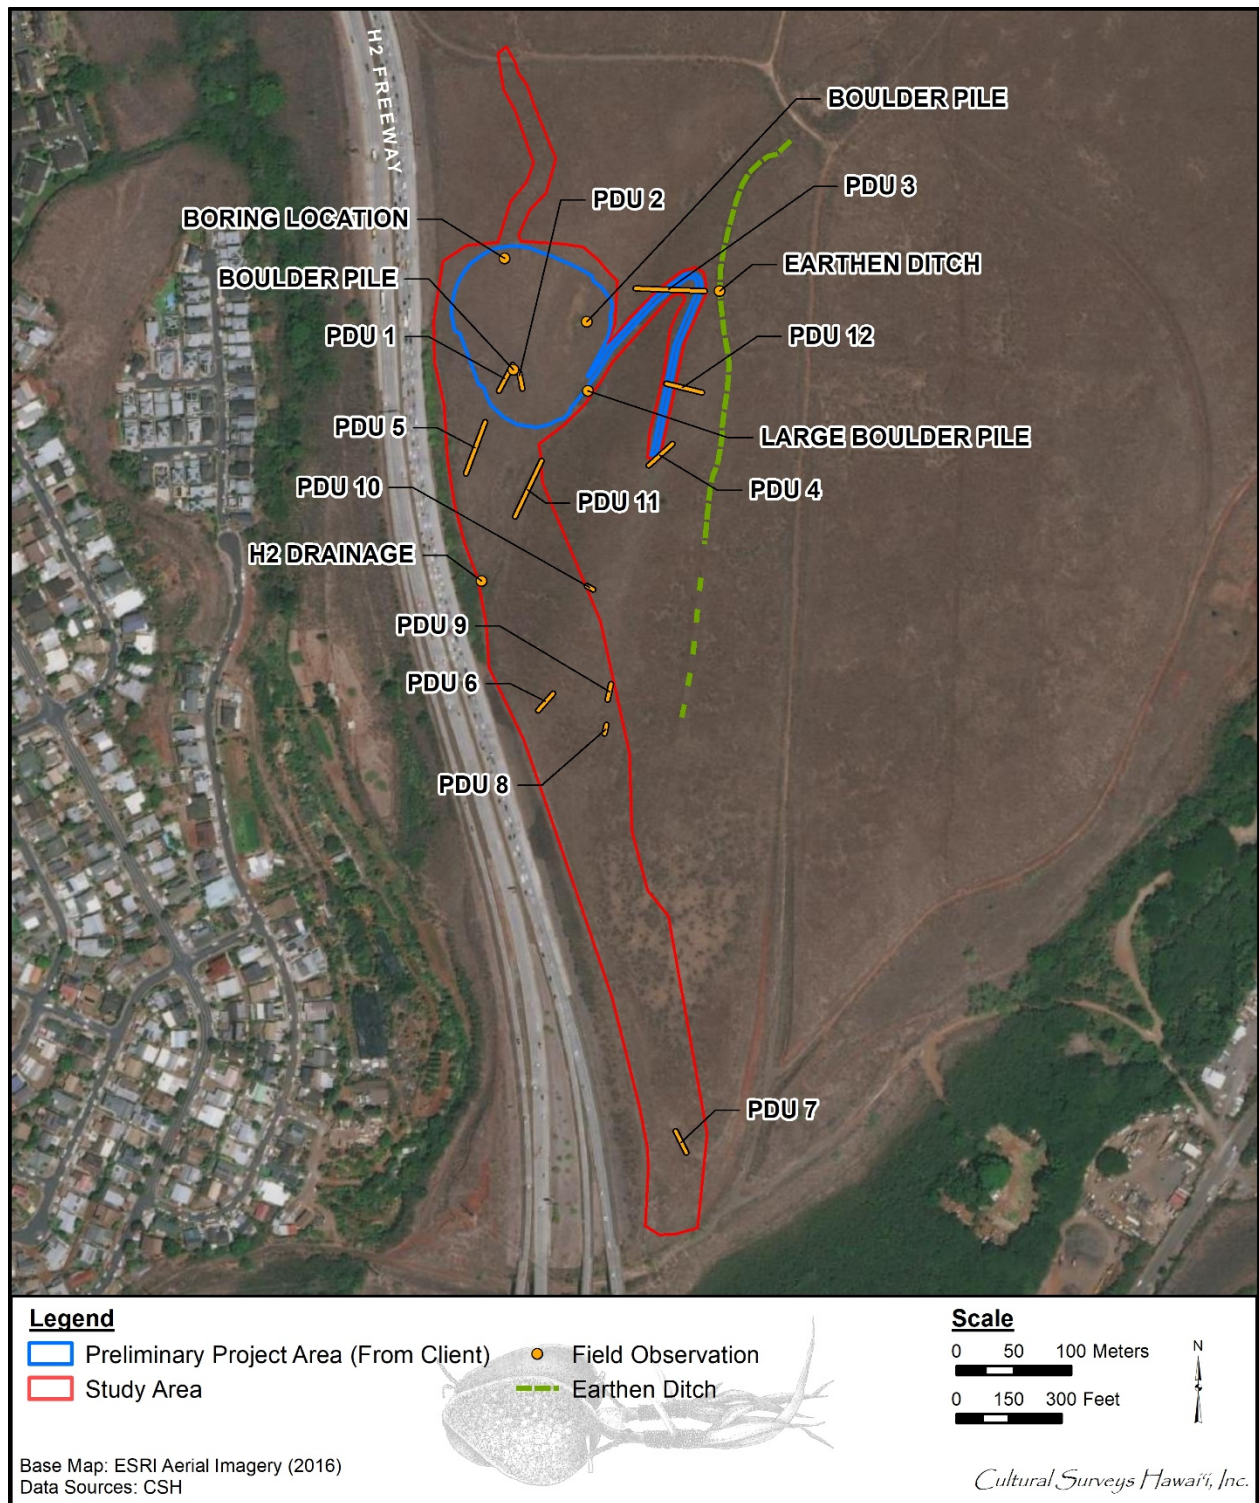 H2 FREEWAY
BOULDER PILE
PDU 3
PDU 2
BORING LOCATION
EARTHEN DITCH
BOULDER PILE
PDU 1
PDU 12
PDU 5
LARGE BOULDER PILE
PDU 10
PDU 4
PDU 11
H2 DRAINAGE
PDU 9
PDU 6
PDU 8
PDU 7
Legend
Preliminary Project Area (From Client)
Study Area
Field Observation
Earthen Ditch
Scale
0 50 100 Meters
0 150 300 Feet
N
Base Map: ESRI Aerial Imagery (2016)
Data Sources: CSH
Cultural Surveys Hawaiʻi, Inc.